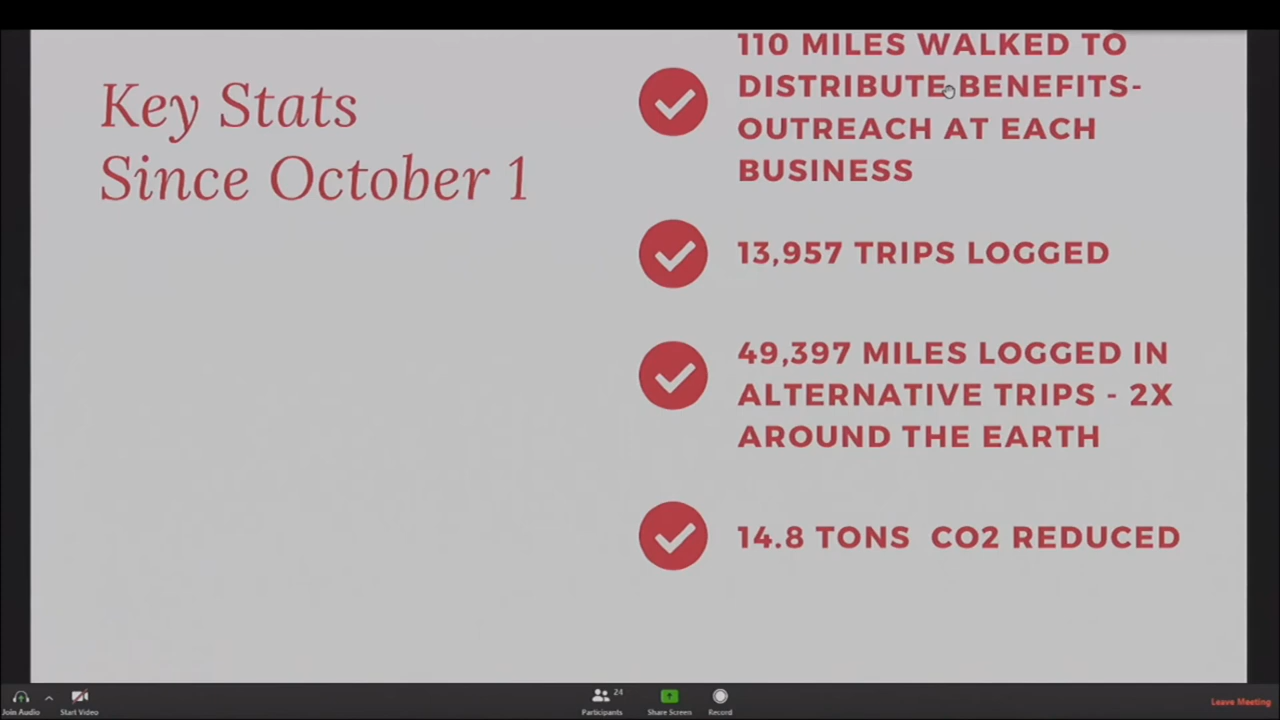 Key Stats
Since October 1
110 MILES WALKED TO
DISTRIBUTE BENEFITS-
OUTREACH AT EACH
BUSINESS
13,957 TRIPS LOGGED
49,397 MILES LOGGED IN
ALTERNATIVE TRIPS - 2X
AROUND THE EARTH
14.8 TONS CO2 REDUCED
Join Audio
Start Video
24
Participants
Share Screen
Record
Leave Meeting